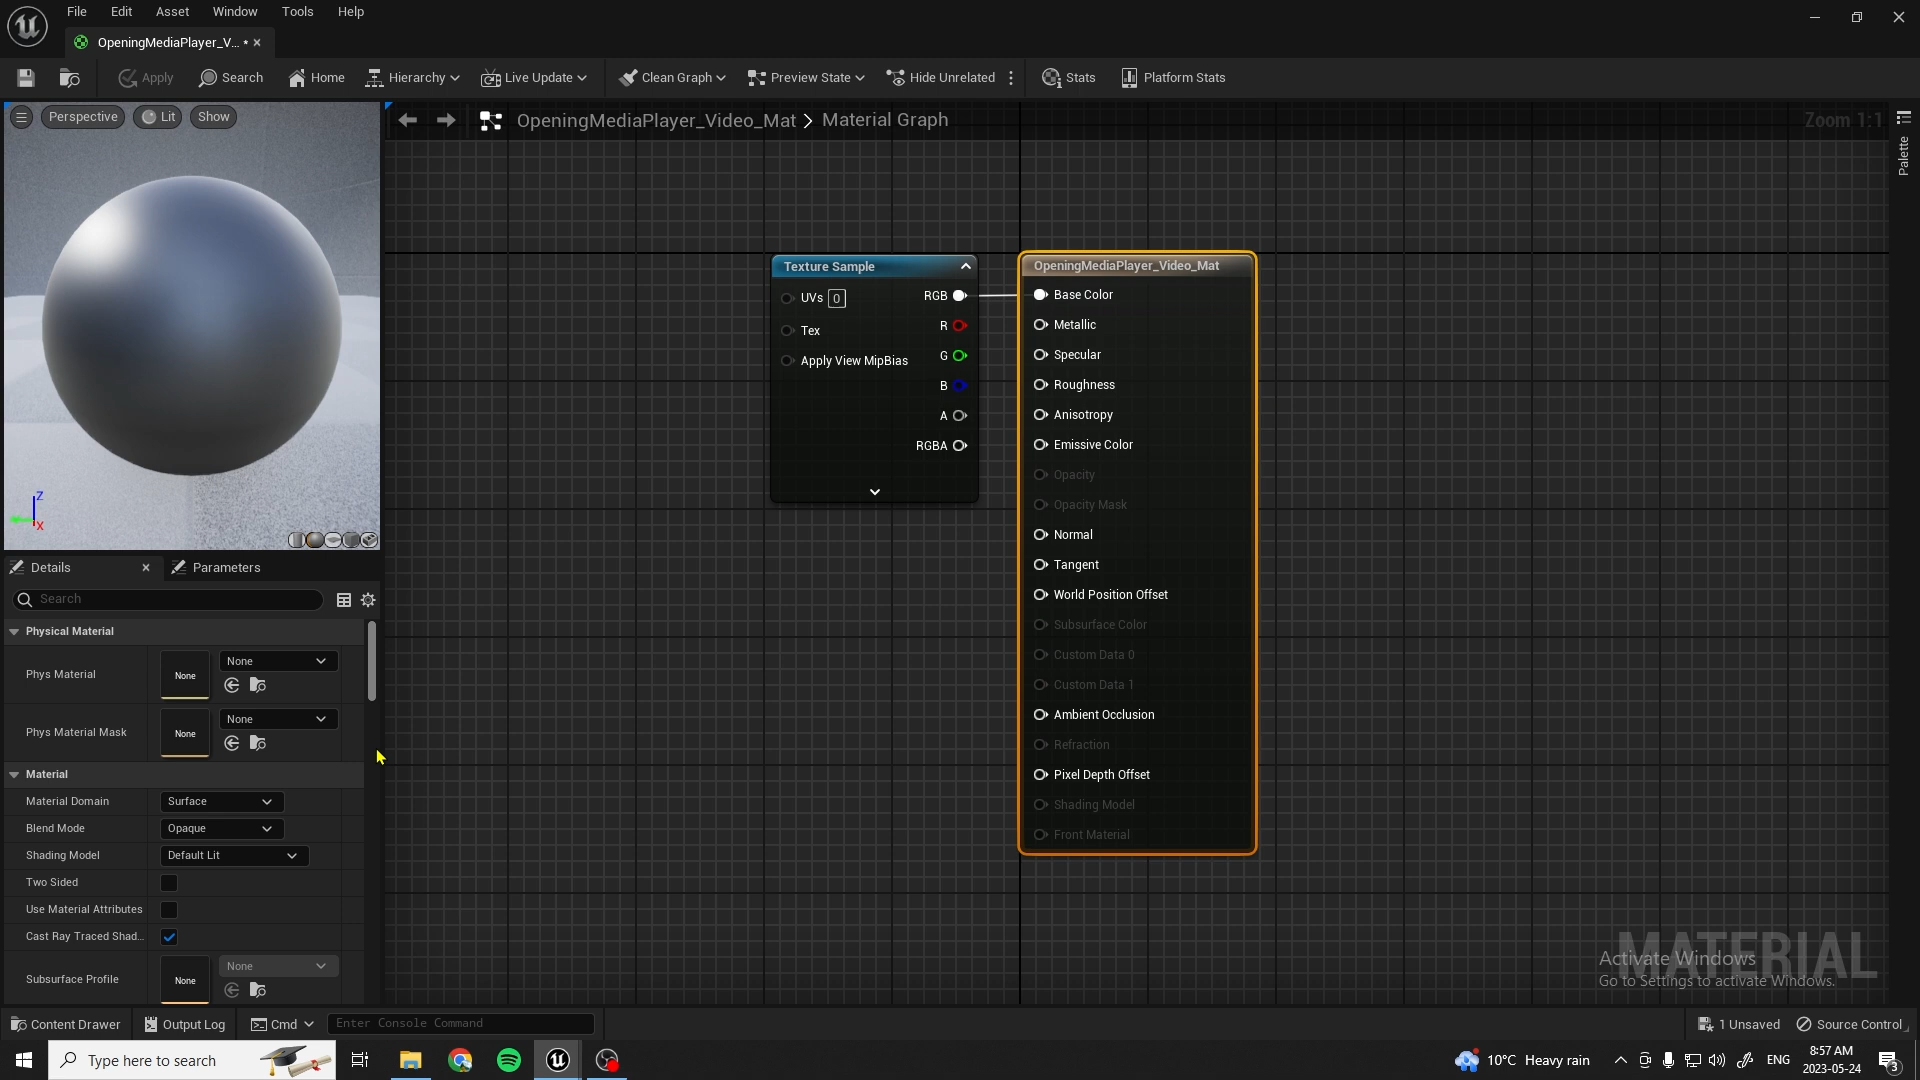 File Edit Asset Window Tools Help
OpeningMediaPlayer_V... •
Apply Search Home Hierarchy Live Update Clean Graph Preview State Hide Unrelated Stats Platform Stats
Perspective Lit Show
OpeningMediaPlayer_Video_Mat > Material Graph
Zoom 1:1
Palette
Texture Sample
UVs 0 RGB
R
Tex
Apply View MipBias G
B
A
RGBA
OpeningMediaPlayer_Video_Mat
Base Color
Metallic
Specular
Roughness
Anisotropy
Emissive Color
Opacity
Opacity Mask
Normal
Tangent
World Position Offset
Subsurface Color
Custom Data 0
Custom Data 1
Ambient Occlusion
Refraction
Pixel Depth Offset
Shading Model
Front Material
Z
X
Details Parameters
Search
Physical Material
Phys Material None None
Phys Material Mask None None
Material
Material Domain Surface
Blend Mode Opaque
Shading Model Default Lit
Two Sided
Use Material Attributes
Cast Ray Traced Shad...
Subsurface Profile None None
MATERIAL
Activate Windows
Go to Settings to activate Windows.
Content Drawer Output Log Cmd Enter Console Command
1 Unsaved Source Control
Type here to search
10°C Heavy rain ENG 8:57 AM
2023-05-24
3